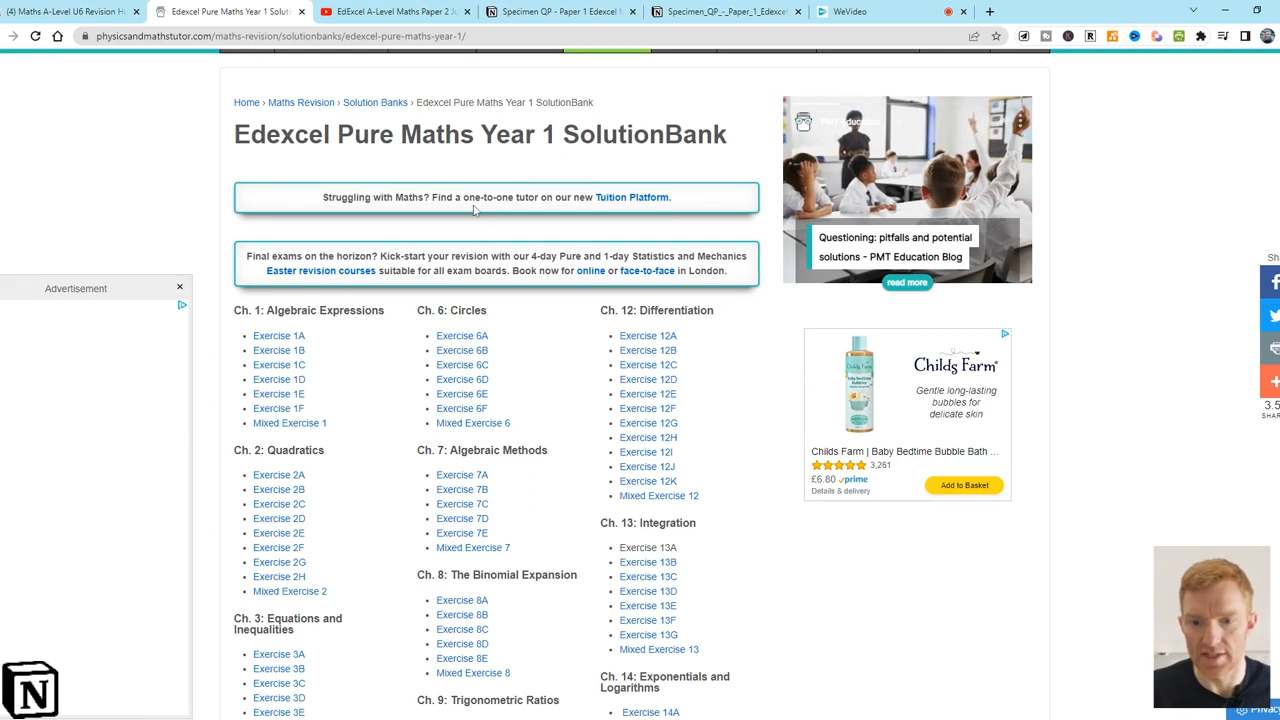 (4) Maths A-Level U6 Revision Hu
Physics & Maths Tutor Edexcel Pure Maths Year 1 Solution
EdExcel A-Level Maths Paper 2 Ju
Specimen QP - Paper 1 Edexcel M
Specimen_QP_-_Paper_1_Edexcel
WeVideo
physicsandmathstutor.com/maths-revision/solutionbanks/edexcel-pure-maths-year-1/
Home › Maths Revision › Solution Banks › Edexcel Pure Maths Year 1 SolutionBank
Edexcel Pure Maths Year 1 SolutionBank
Struggling with Maths? Find a one-to-one tutor on our new Tuition Platform.
Final exams on the horizon? Kick-start your revision with our 4-day Pure and 1-day Statistics and Mechanics
Easter revision courses suitable for all exam boards. Book now for online or face-to-face in London.
Advertisement
Ch. 1: Algebraic Expressions
Exercise 1A
Exercise 1B
Exercise 1C
Exercise 1D
Exercise 1E
Exercise 1F
Mixed Exercise 1
Ch. 2: Quadratics
Exercise 2A
Exercise 2B
Exercise 2C
Exercise 2D
Exercise 2E
Exercise 2F
Exercise 2G
Exercise 2H
Mixed Exercise 2
Ch. 3: Equations and
Inequalities
Exercise 3A
Exercise 3B
Exercise 3C
Exercise 3D
Exercise 3E
Ch. 6: Circles
Exercise 6A
Exercise 6B
Exercise 6C
Exercise 6D
Exercise 6E
Exercise 6F
Mixed Exercise 6
Ch. 7: Algebraic Methods
Exercise 7A
Exercise 7B
Exercise 7C
Exercise 7D
Exercise 7E
Mixed Exercise 7
Ch. 8: The Binomial Expansion
Exercise 8A
Exercise 8B
Exercise 8C
Exercise 8D
Exercise 8E
Mixed Exercise 8
Ch. 9: Trigonometric Ratios
Ch. 12: Differentiation
Exercise 12A
Exercise 12B
Exercise 12C
Exercise 12D
Exercise 12E
Exercise 12F
Exercise 12G
Exercise 12H
Exercise 12I
Exercise 12J
Exercise 12K
Mixed Exercise 12
Ch. 13: Integration
Exercise 13A
Exercise 13B
Exercise 13C
Exercise 13D
Exercise 13E
Exercise 13F
Exercise 13G
Mixed Exercise 13
Ch. 14: Exponentials and
Logarithms
Exercise 14A
PMT Education
Questioning: pitfalls and potential
solutions - PMT Education Blog
read more
Childs Farm
Gentle long-lasting
bubbles for
delicate skin
Childs Farm | Baby Bedtime Bubble Bath ...
3,261
£6.80 prime
Details & delivery
Add to Basket
Sh
3.5
SHAR
Privacy
N